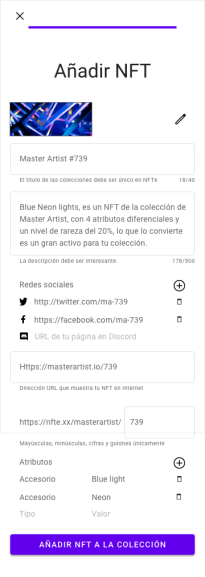 Añadir NFT
Master Artist #739
El título de las colecciones debe ser único en NFTe 18/40
Blue Neon lights, es un NFT de la colección de
Master Artist, con 4 atributos diferenciales y
un nivel de rareza del 20%, lo que lo convierte
es un gran activo para tu colección.
La descripción debe ser interesante. 178/500
Redes sociales
http://twitter.com/ma-739
https://facebook.com/ma-739
URL de tu página en Discord
Https://masterartist.io/739
Dirección URL que muestra tu NFT en Internet
https://nfte.xx/masterartist/ 739
Mayúsculas, minúsculas, cifras y guiones únicamente
Atributos
Accesorio Blue light
Accesorio Neon
Tipo Valor
AÑADIR NFT A LA COLECCIÓN